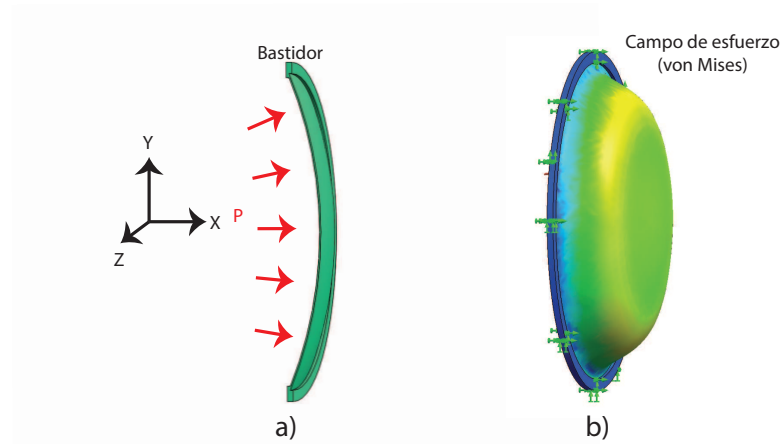 Bastidor
Campo de esfuerzo
(von Mises)
Y
P
X
Z
a)
b)